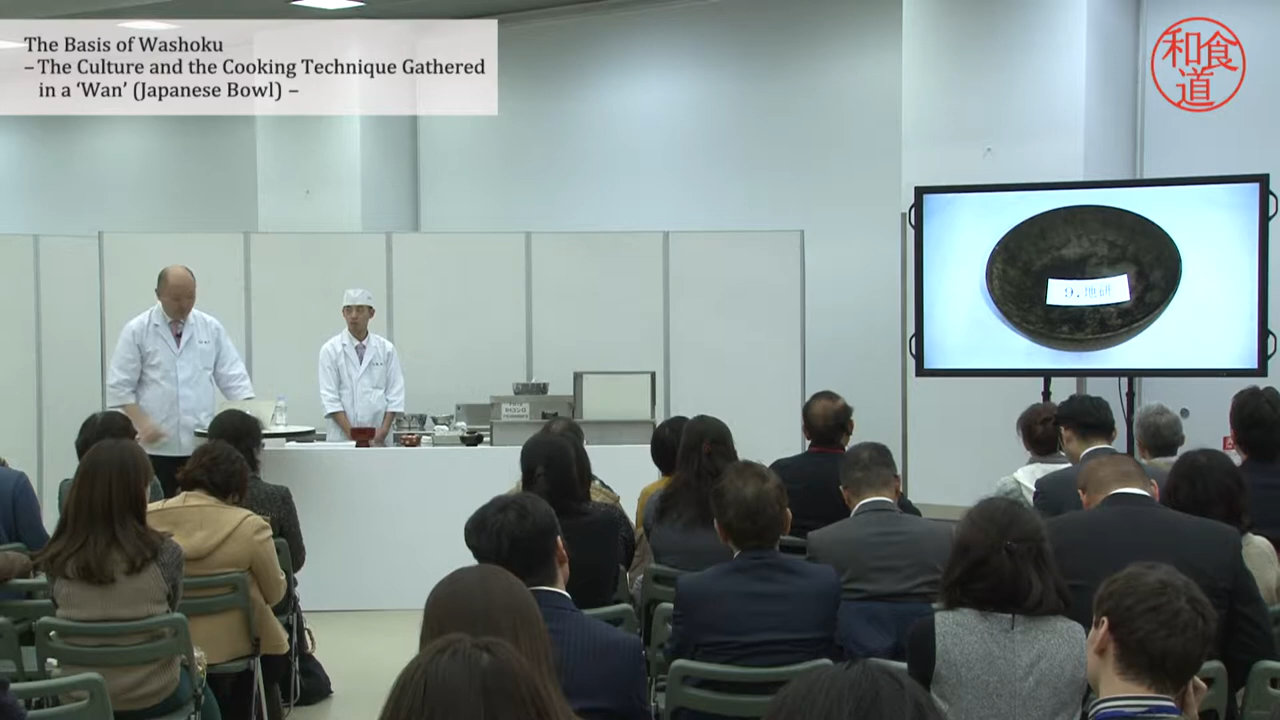 The Basis of Washoku
– The Culture and the Cooking Technique Gathered
in a ‘Wan’ (Japanese Bowl) –
和食
道
9.地研